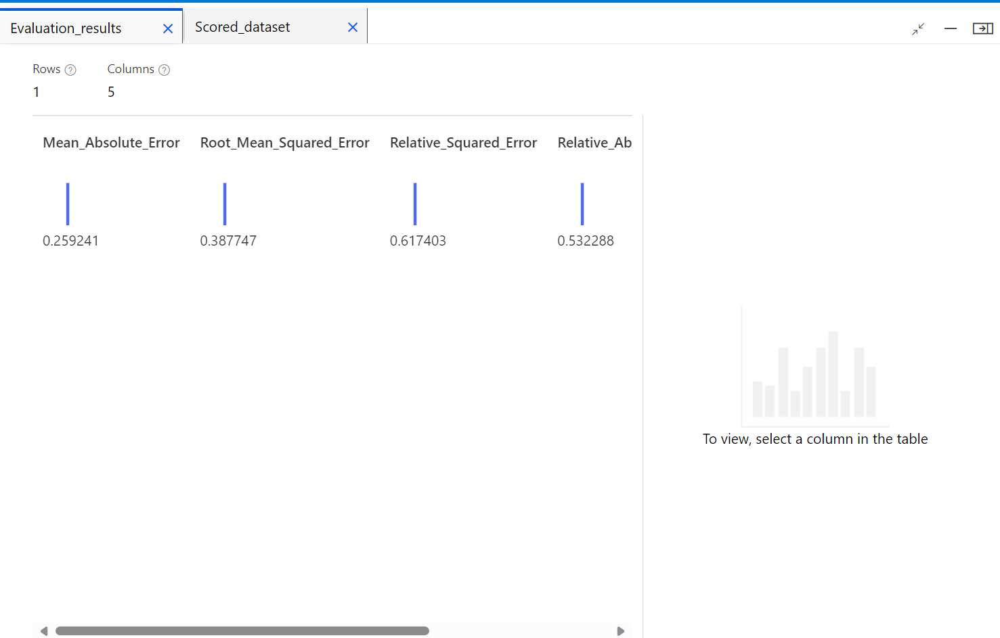 Evaluation_results
Scored_dataset
Rows ?
Columns ?
1
5
Mean_Absolute_Error
Root_Mean_Squared_Error
Relative_Squared_Error
Relative_Ab
0.259241
0.387747
0.617403
0.532288
To view, select a column in the table